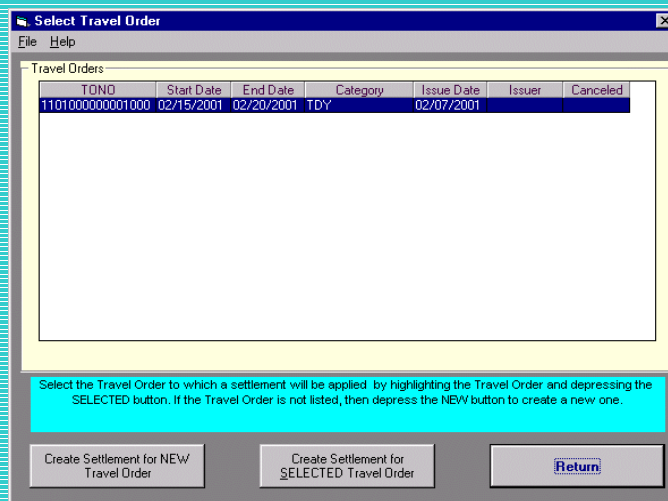 Select Travel Order
File Help
Travel Orders
TONO Start Date End Date Category Issue Date Issuer Canceled
1101000000001000 02/15/2001 02/20/2001 TDY 02/07/2001
Select the Travel Order to which a settlement will be applied by highlighting the Travel Order and depressing the
SELECTED button. If the Travel Order is not listed, then depress the NEW button to create a new one.
Create Settlement for NEW
Travel Order
Create Settlement for
SELECTED Travel Order
Return